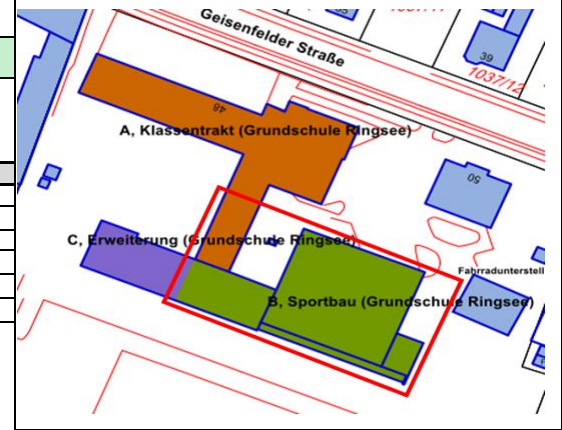 Geisenfelder Straße
39
1037/12
48
A, Klassentrakt (Grundschule Ringsee)
50
C, Erweiterung (Grundschule Ringsee)
Fahrradunterstell
B, Sportbau (Grundschule Ringsee)